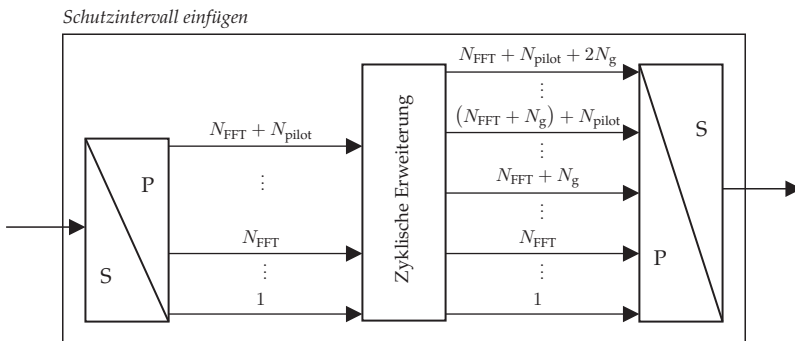 Schutzintervall einfügen
S
P
N_FFT + N_pilot
⋮
N_FFT
⋮
1
Zyklische Erweiterung
N_FFT + N_pilot + 2N_g
⋮
(N_FFT + N_g) + N_pilot
⋮
N_FFT + N_g
⋮
N_FFT
⋮
1
P
S